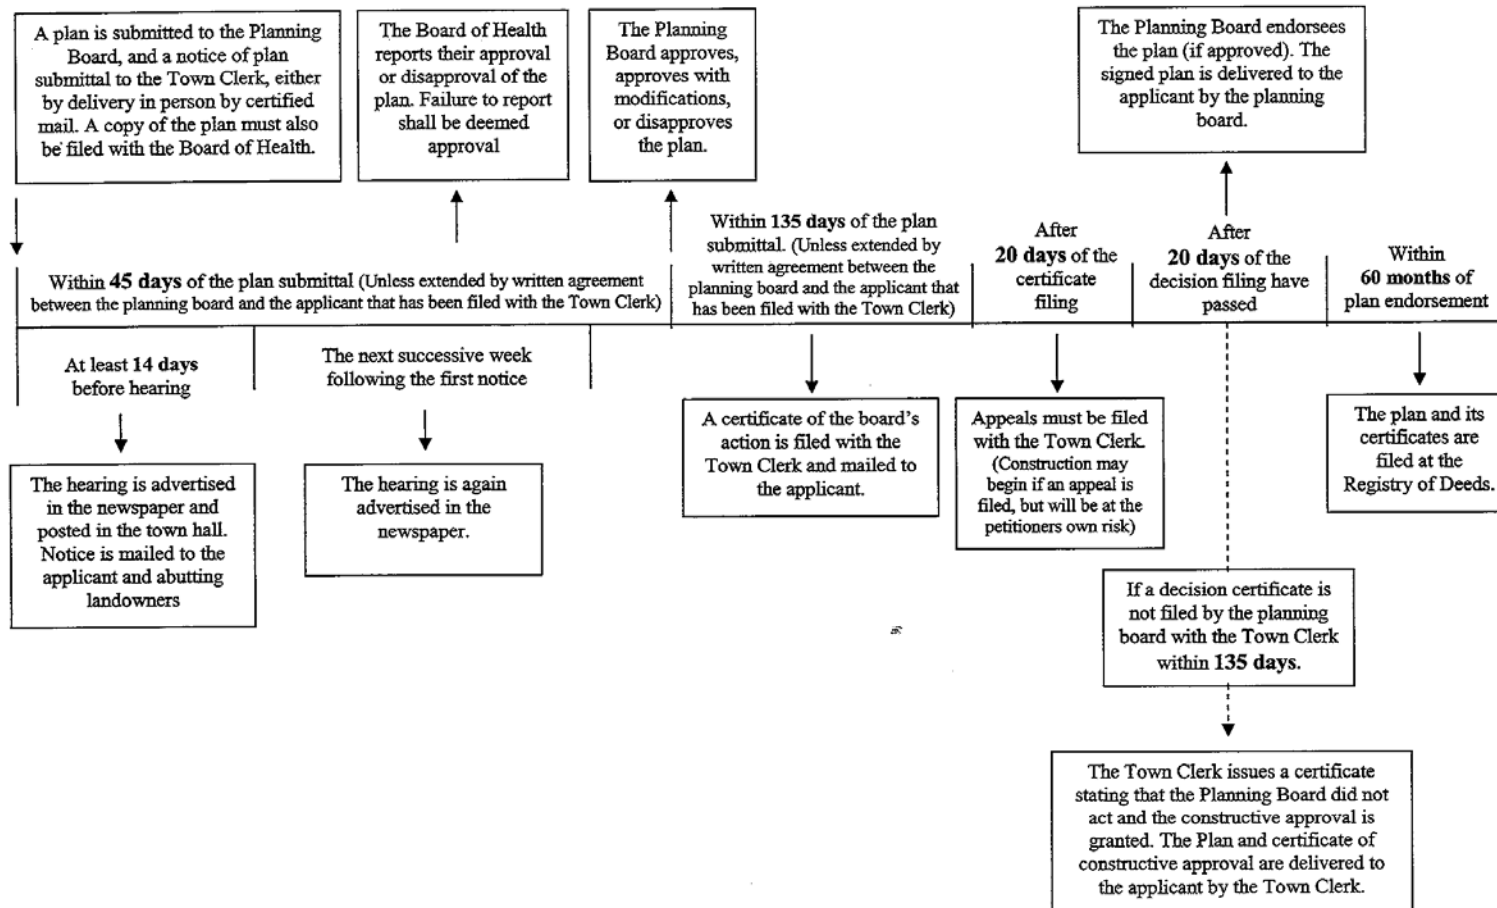 A plan is submitted to the Planning
Board, and a notice of plan
submittal to the Town Clerk, either
by delivery in person by certified
mail. A copy of the plan must also
be filed with the Board of Health.
The Board of Health
reports their approval
or disapproval of the
plan. Failure to report
shall be deemed
approval
The Planning
Board approves,
approves with
modifications,
or disapproves
the plan.
The Planning Board endorsees
the plan (if approved). The
signed plan is delivered to the
applicant by the planning
board.
Within 45 days of the plan submittal (Unless extended by written agreement
between the planning board and the applicant that has been filed with the Town Clerk)
Within 135 days of the plan
submittal. (Unless extended by
written agreement between the
planning board and the applicant that
has been filed with the Town Clerk)
After
20 days of the
certificate
filing
After
20 days of the
decision filing have
passed
Within
60 months of
plan endorsement
At least 14 days
before hearing
The next successive week
following the first notice
The hearing is advertised
in the newspaper and
posted in the town hall.
Notice is mailed to the
applicant and abutting
landowners
The hearing is again
advertised in the
newspaper.
A certificate of the board's
action is filed with the
Town Clerk and mailed to
the applicant.
Appeals must be filed
with the Town Clerk.
(Construction may
begin if an appeal is
filed, but will be at the
petitioners own risk)
The plan and its
certificates are
filed at the
Registry of Deeds.
If a decision certificate is
not filed by the planning
board with the Town Clerk
within 135 days.
The Town Clerk issues a certificate
stating that the Planning Board did not
act and the constructive approval is
granted. The Plan and certificate of
constructive approval are delivered to
the applicant by the Town Clerk.